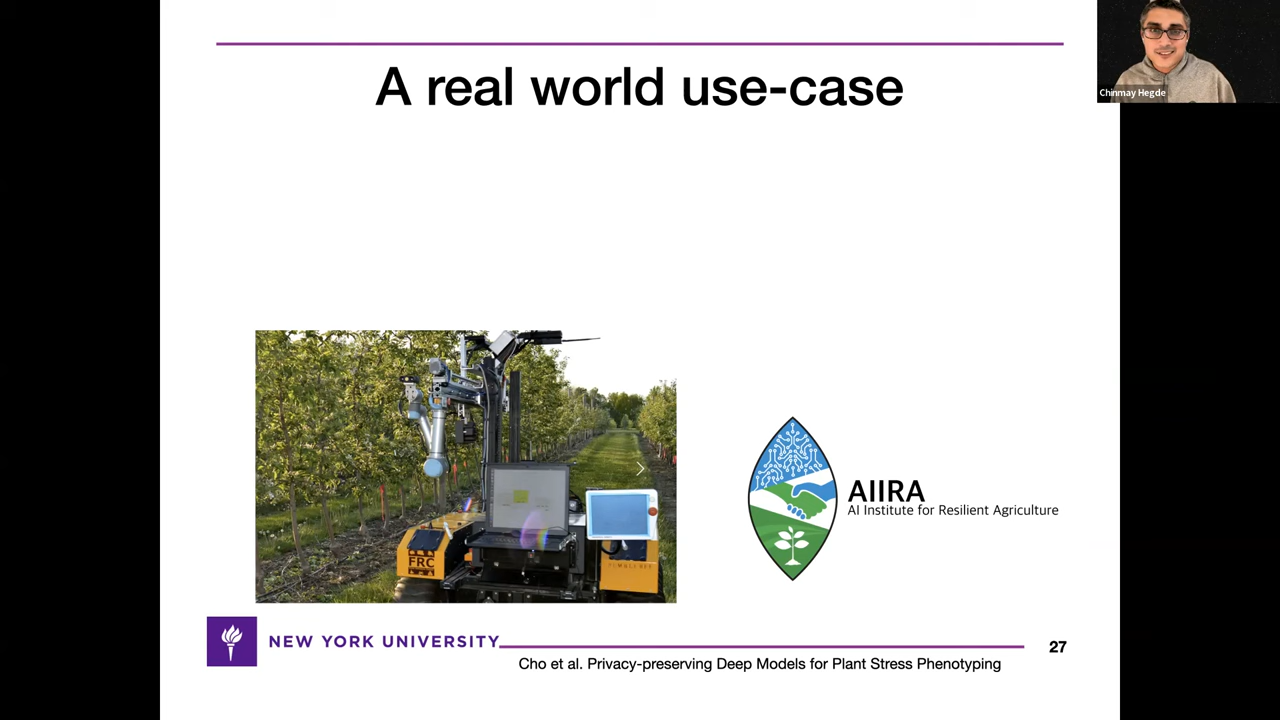 A real world use-case
Chinmay Hegde
FRC
AIIRA
AI Institute for Resilient Agriculture
NEW YORK UNIVERSITY
27
Cho et al. Privacy-preserving Deep Models for Plant Stress Phenotyping